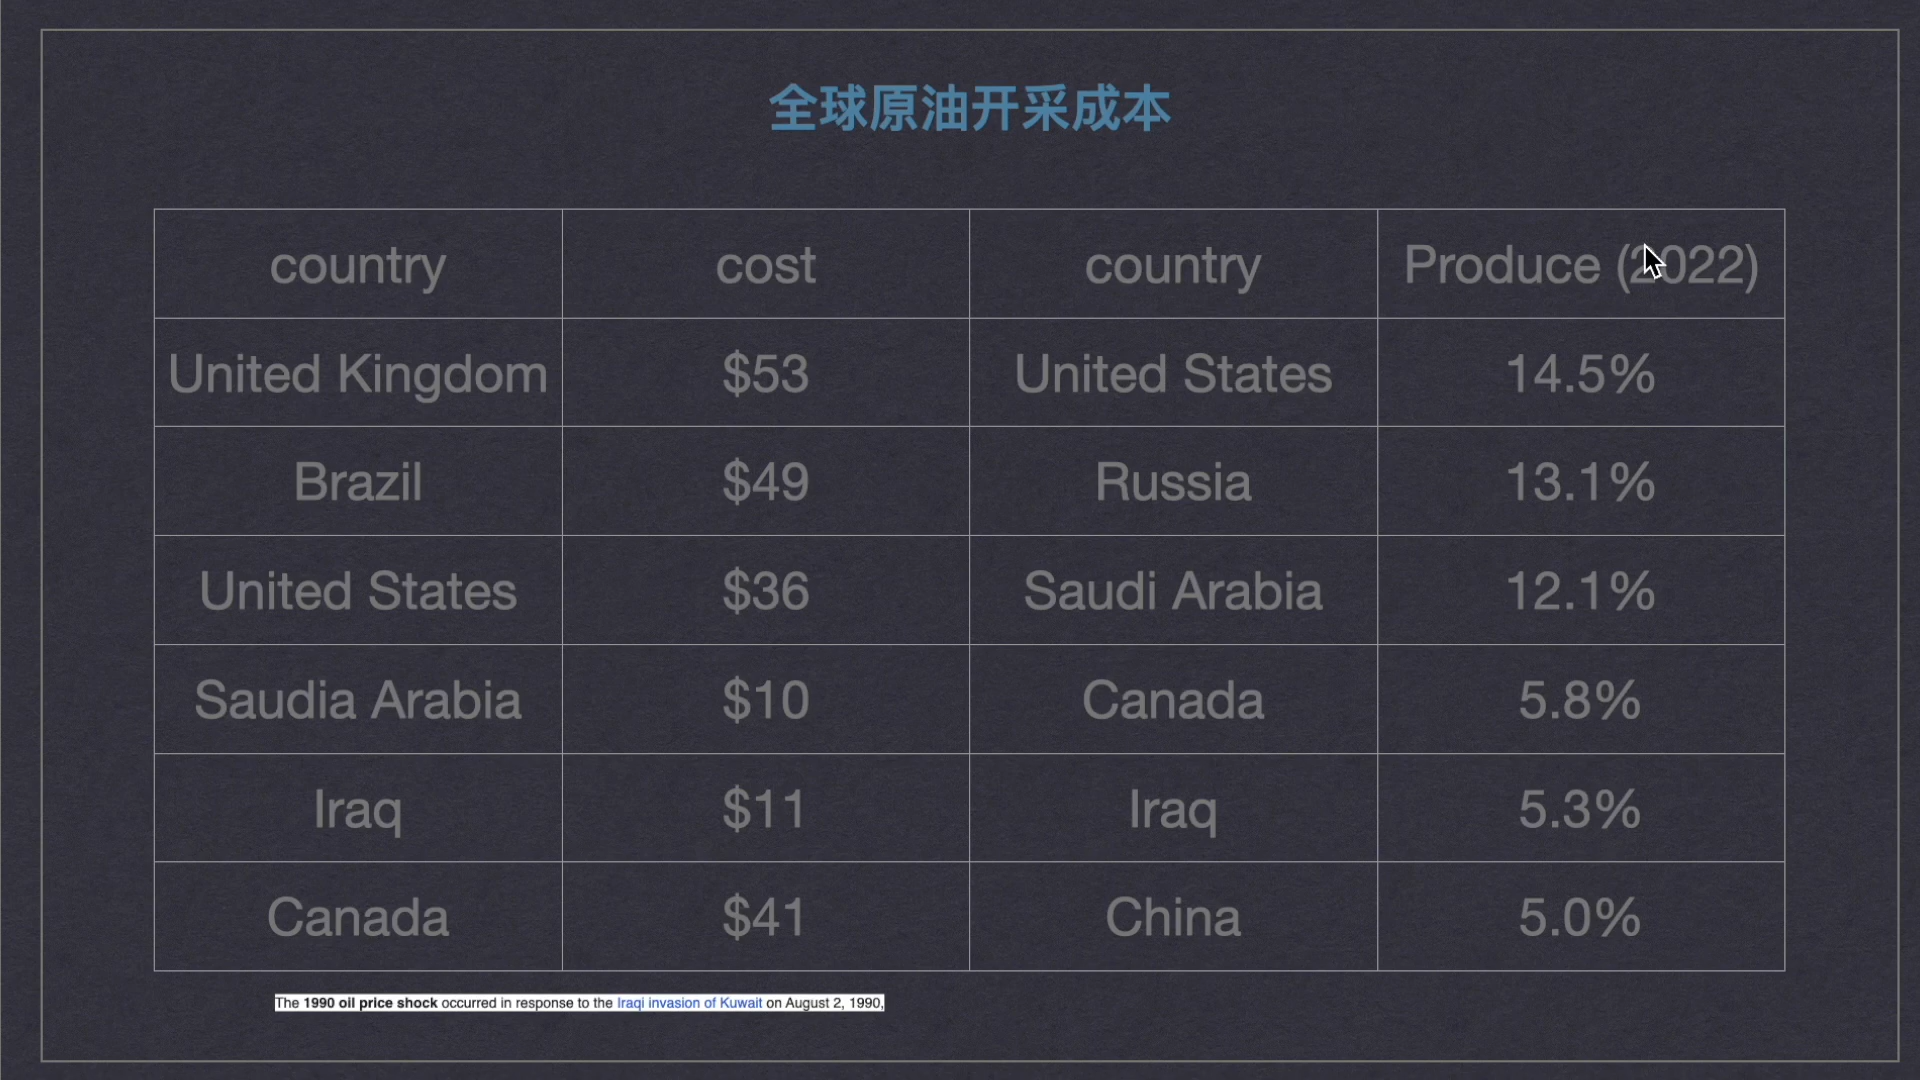 全球原油开采成本
country cost country Produce (2022)
United Kingdom $53 United States 14.5%
Brazil $49 Russia 13.1%
United States $36 Saudi Arabia 12.1%
Saudia Arabia $10 Canada 5.8%
Iraq $11 Iraq 5.3%
Canada $41 China 5.0%
The 1990 oil price shock occurred in response to the Iraqi invasion of Kuwait on August 2, 1990,